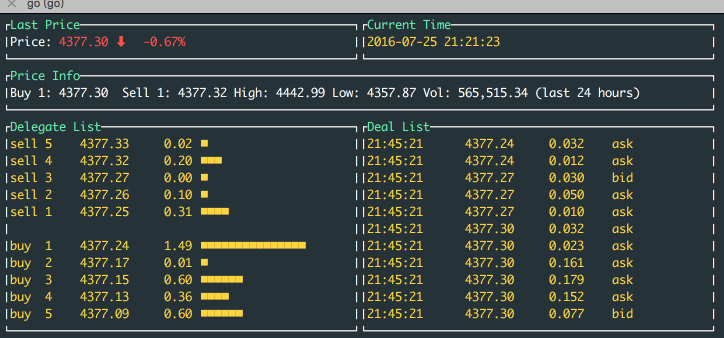 go (go)
Last Price
Price: 4377.30 ⬇ -0.67%
Current Time
2016-07-25 21:21:23
Price Info
Buy 1: 4377.30 Sell 1: 4377.32 High: 4442.99 Low: 4357.87 Vol: 565,515.34 (last 24 hours)
Delegate List
sell 5 4377.33 0.02
sell 4 4377.32 0.20
sell 3 4377.27 0.00
sell 2 4377.26 0.10
sell 1 4377.25 0.31
buy 1 4377.24 1.49
buy 2 4377.17 0.01
buy 3 4377.15 0.60
buy 4 4377.13 0.36
buy 5 4377.09 0.60
Deal List
21:45:21 4377.24 0.032 ask
21:45:21 4377.24 0.012 ask
21:45:21 4377.27 0.030 bid
21:45:21 4377.27 0.050 ask
21:45:21 4377.27 0.010 ask
21:45:21 4377.30 0.032 ask
21:45:21 4377.30 0.023 ask
21:45:21 4377.30 0.161 ask
21:45:21 4377.30 0.179 ask
21:45:21 4377.30 0.152 ask
21:45:21 4377.30 0.077 bid